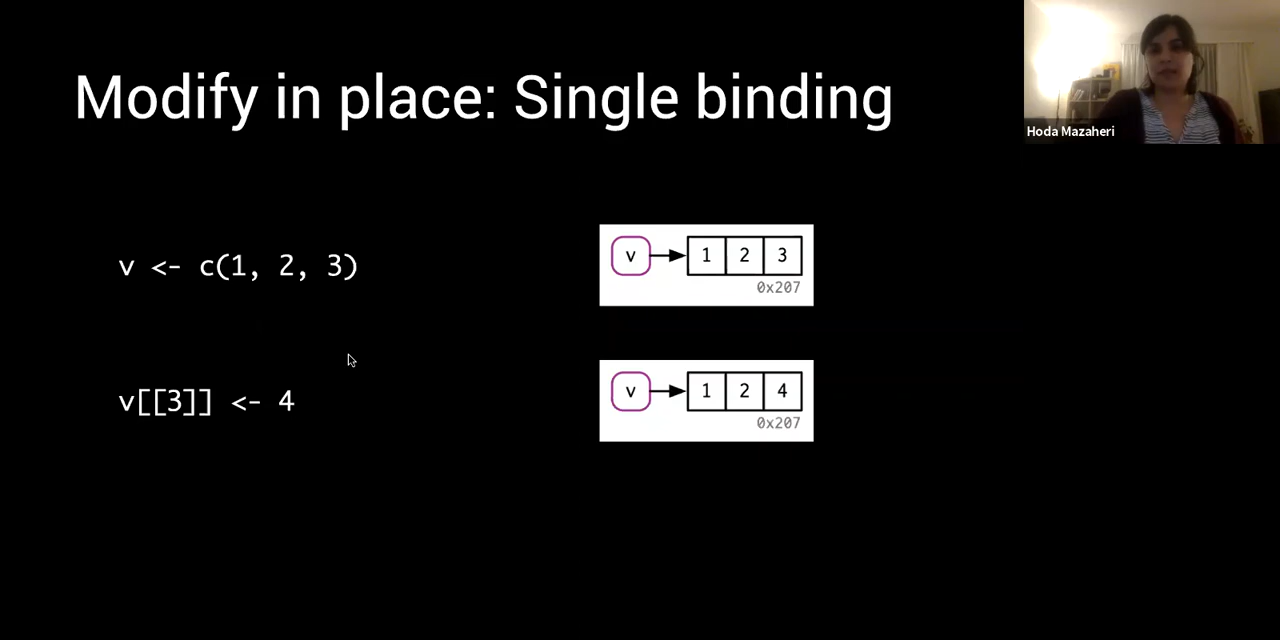 Modify in place: Single binding
Hoda Mazaheri
v <- c(1, 2, 3)
v 1 2 3
0x207
v[[3]] <- 4
v 1 2 4
0x207